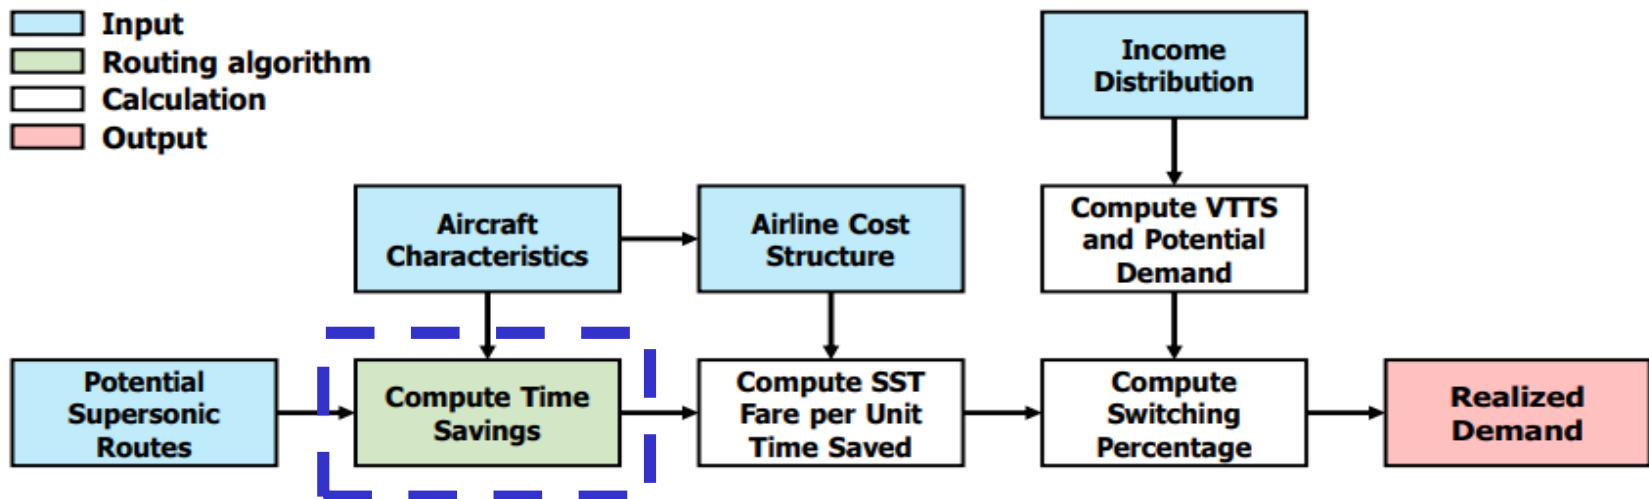 Input
Routing algorithm
Calculation
Output
Income
Distribution
Aircraft
Characteristics
Airline Cost
Structure
Compute VTTS
and Potential
Demand
Potential
Supersonic
Routes
Compute Time
Savings
Compute SST
Fare per Unit
Time Saved
Compute
Switching
Percentage
Realized
Demand